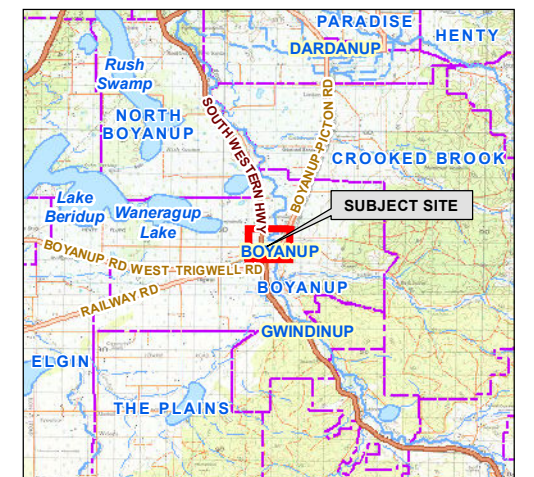 PARADISE
HENTY
DARDANUP
Rush
Swamp
NORTH
BOYANUP
SOUTH WESTERN HWY
BOYANUP-PICTON RD
CROOKED BROOK
SUBJECT SITE
Lake
Beridup
Waneragup
Lake
BOYANUP
BOYANUP RD WEST
TRIGWELL RD
BOYANUP
RAILWAY RD
GWINDINUP
ELGIN
THE PLAINS